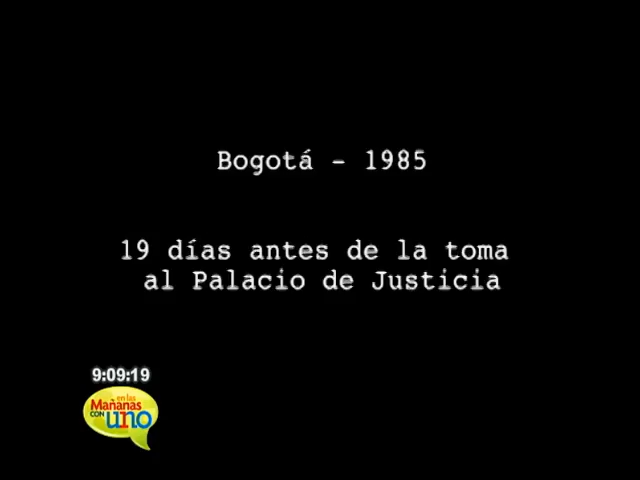 Bogotá - 1985
19 días antes de la toma
al Palacio de Justicia
9:09:19
en las
Mañanas
CON
uno